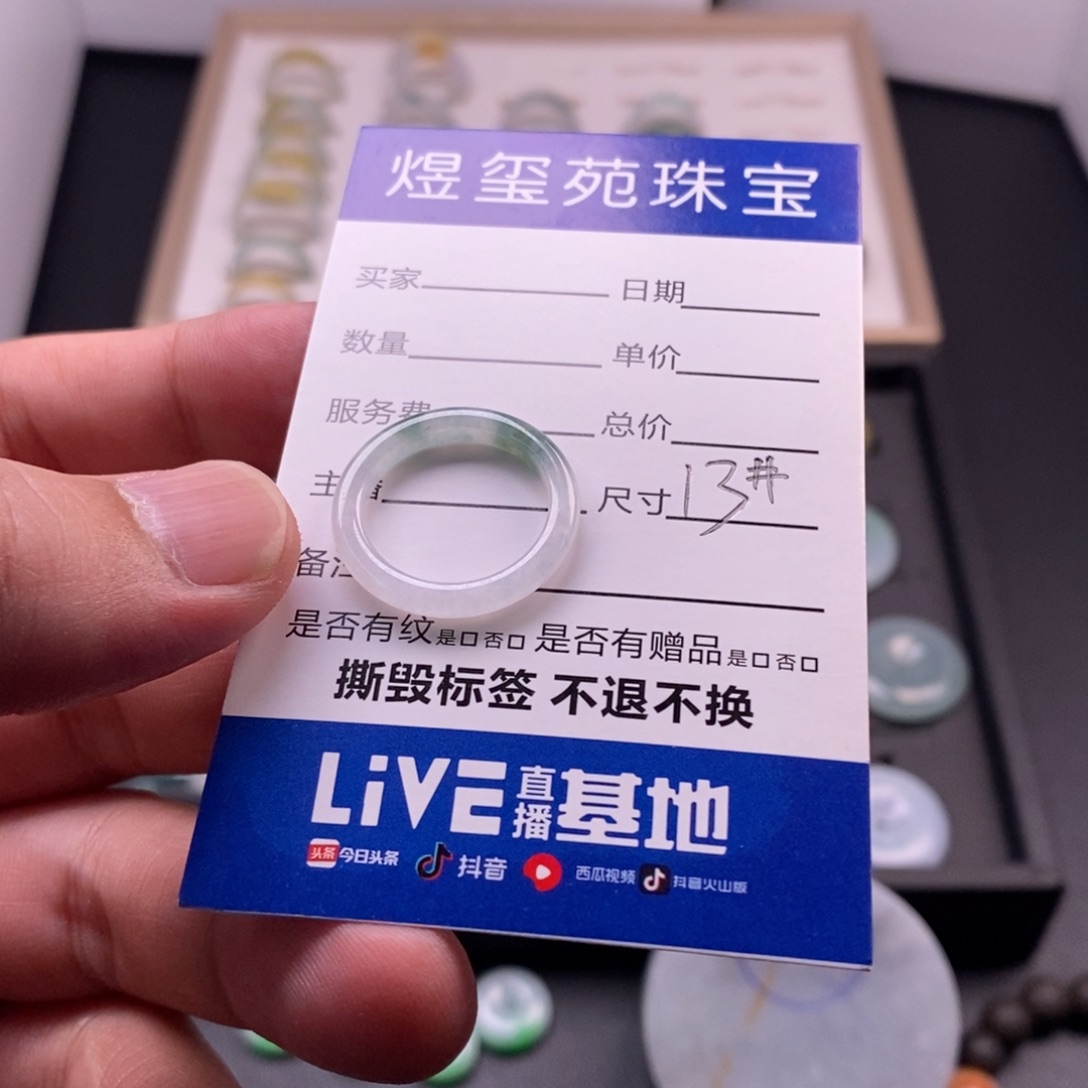 煜玺苑珠宝
买家 日期
数量 单价
服务费 总价
主 尺寸 13#
备注
是否有纹 是□ 否□ 是否有赠品 是□ 否□
撕毁标签 不退不换
LiVE 直播 基地
头条 今日头条 抖音 西瓜视频 抖音火山版